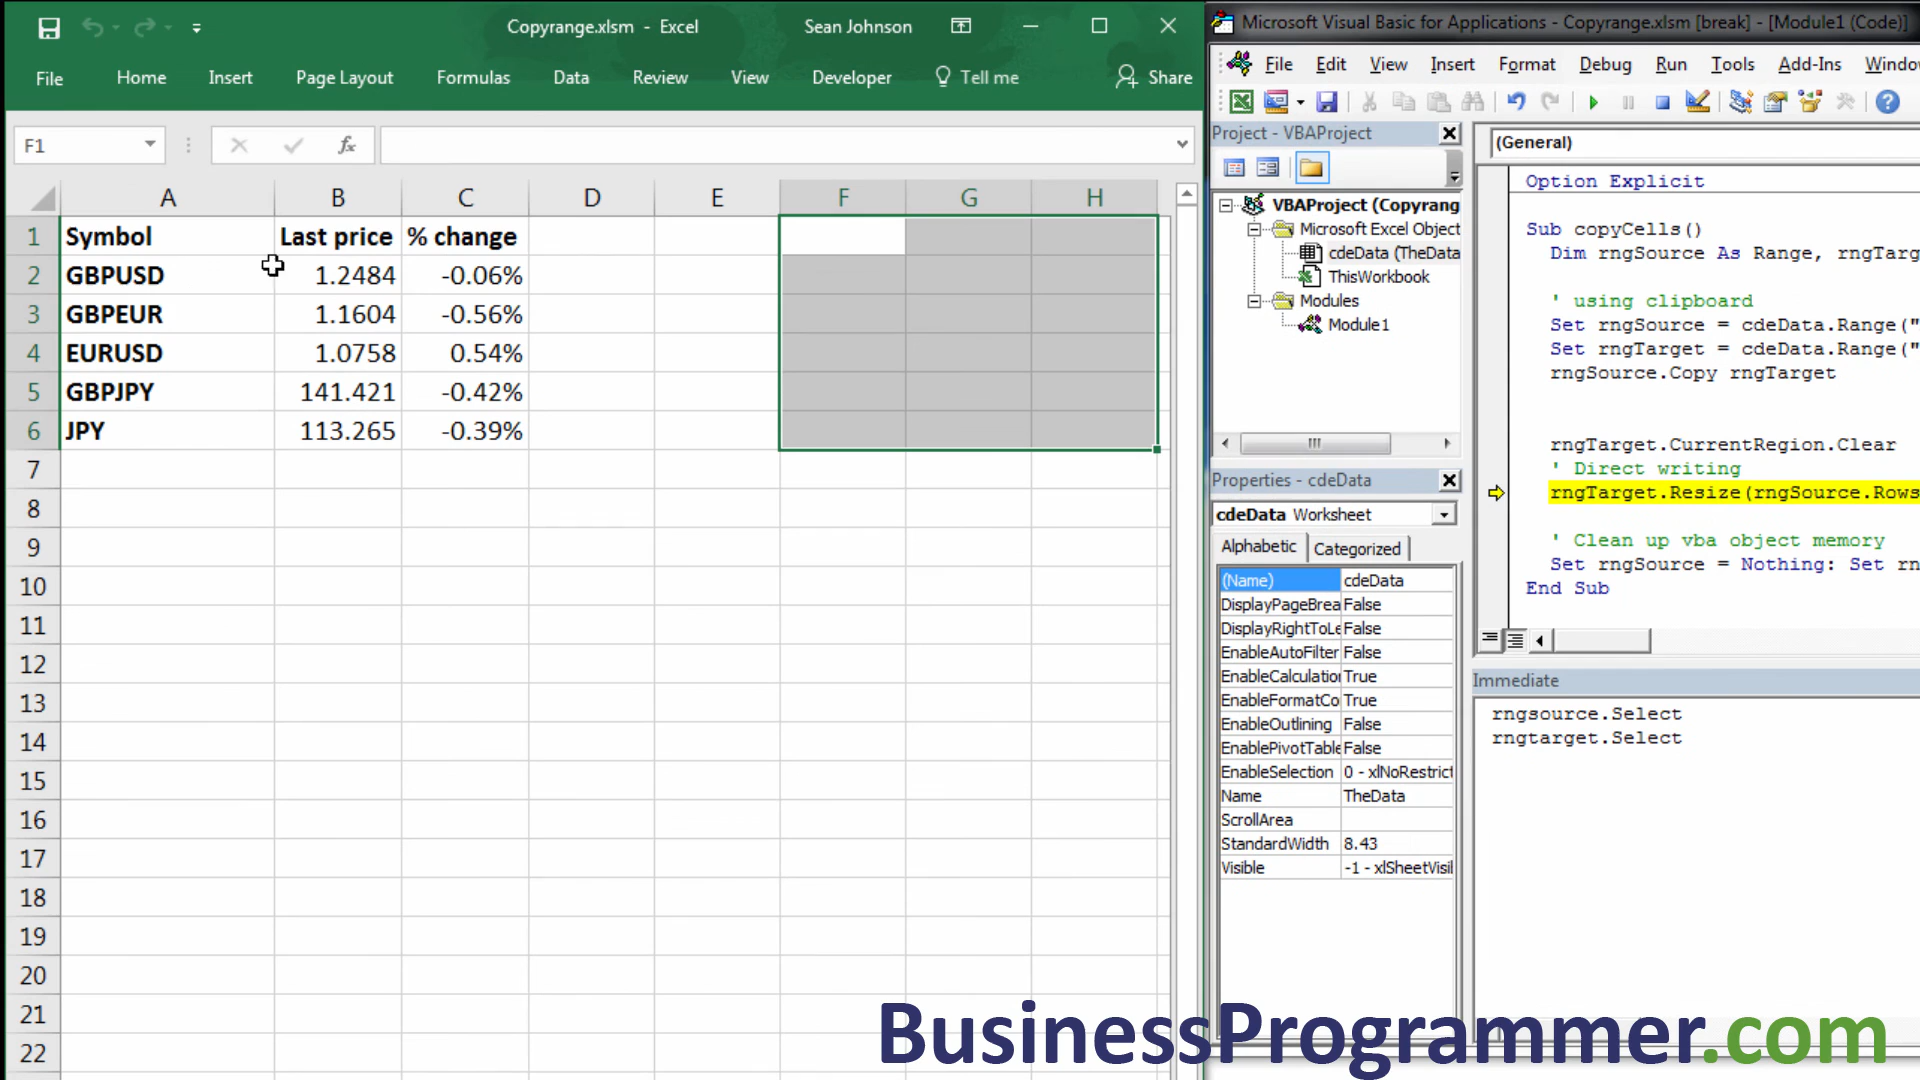 Copyrange.xlsm - Excel
Sean Johnson
File Home Insert Page Layout Formulas Data Review View Developer Tell me Share
F1
fx
A B C D E F G H
1 Symbol Last price % change
2 GBPUSD 1.2484 -0.06%
3 GBPEUR 1.1604 -0.56%
4 EURUSD 1.0758 0.54%
5 GBPJPY 141.421 -0.42%
6 JPY 113.265 -0.39%
7
8
9
10
11
12
13
14
15
16
17
18
19
20
21
22
Microsoft Visual Basic for Applications - Copyrange.xlsm [break] - [Module1 (Code)]
File Edit View Insert Format Debug Run Tools Add-Ins Windo
Project - VBAProject
VBAProject (Copyrang
Microsoft Excel Object
cdeData (TheData
ThisWorkbook
Modules
Module1
Properties - cdeData
cdeData Worksheet
Alphabetic Categorized
(Name) cdeData
DisplayPageBrea False
DisplayRightToLe False
EnableAutoFilter False
EnableCalculation True
EnableFormatCo True
EnableOutlining False
EnablePivotTable False
EnableSelection 0 - xlNoRestrict
Name TheData
ScrollArea
StandardWidth 8.43
Visible -1 - xlSheetVisi
(General)
Option Explicit
Sub copyCells()
Dim rngSource As Range, rngTarg
' using clipboard
Set rngSource = cdeData.Range("
Set rngTarget = cdeData.Range("
rngSource.Copy rngTarget
rngTarget.CurrentRegion.Clear
' Direct writing
rngTarget.Resize(rngSource.Rows
' Clean up vba object memory
Set rngSource = Nothing: Set rn
End Sub
Immediate
rngsource.Select
rngtarget.Select
BusinessProgrammer.com